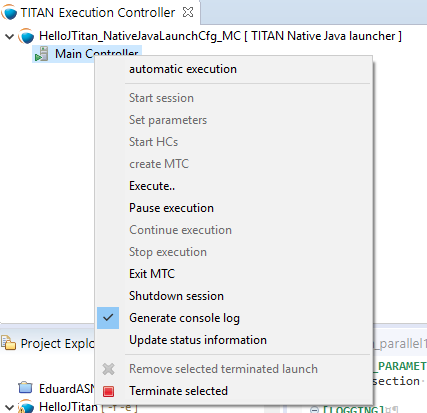 TITAN Execution Controller
HelloJTitan_NativeJavaLaunchCfg_MC [ TITAN Native Java launcher ]
Main Controller
automatic execution
Start session
Set parameters
Start HCs
create MTC
Execute..
Pause execution
Continue execution
Stop execution
Exit MTC
Shutdown session
Generate console log
Update status information
Remove selected terminated launch
Terminate selected
Project Explo
_parallel1
_PARAMET
section
EduardASN
HelloJTitan [ -f -e ]
[LOGGING]¤¶